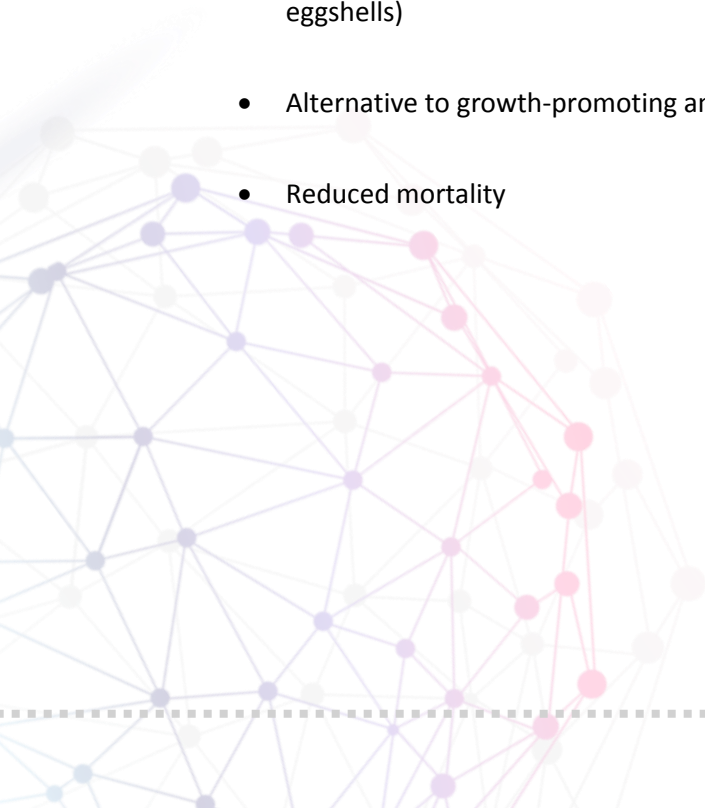 eggshells)
• Alternative to growth-promoting
• Reduced mortality